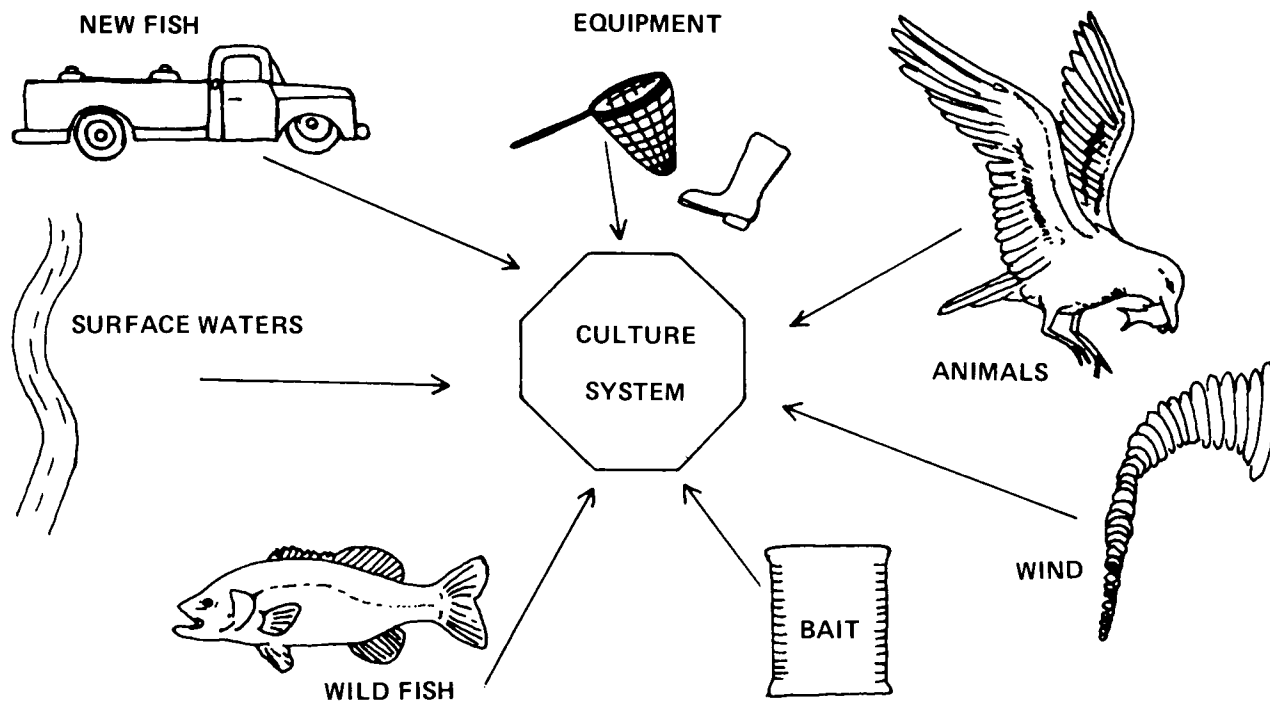 NEW FISH
EQUIPMENT
SURFACE WATERS
CULTURE
SYSTEM
ANIMALS
WIND
BAIT
WILD FISH